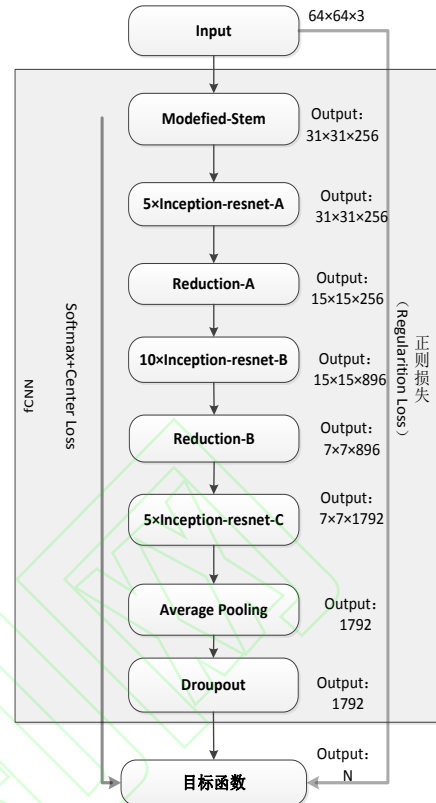 64×64×3
Input
Modefied-Stem
Output：
31×31×256
5×Inception-resnet-A
Output：
31×31×256
Reduction-A
Output：
15×15×256
10×Inception-resnet-B
Output：
15×15×896
Reduction-B
Output：
7×7×896
5×Inception-resnet-C
Output：
7×7×1792
Average Pooling
Output：
1792
Droupout
Output：
1792
目标函数
Output：
N
fCNN
Softmax+Center Loss
正则损失
（Regularition Loss）